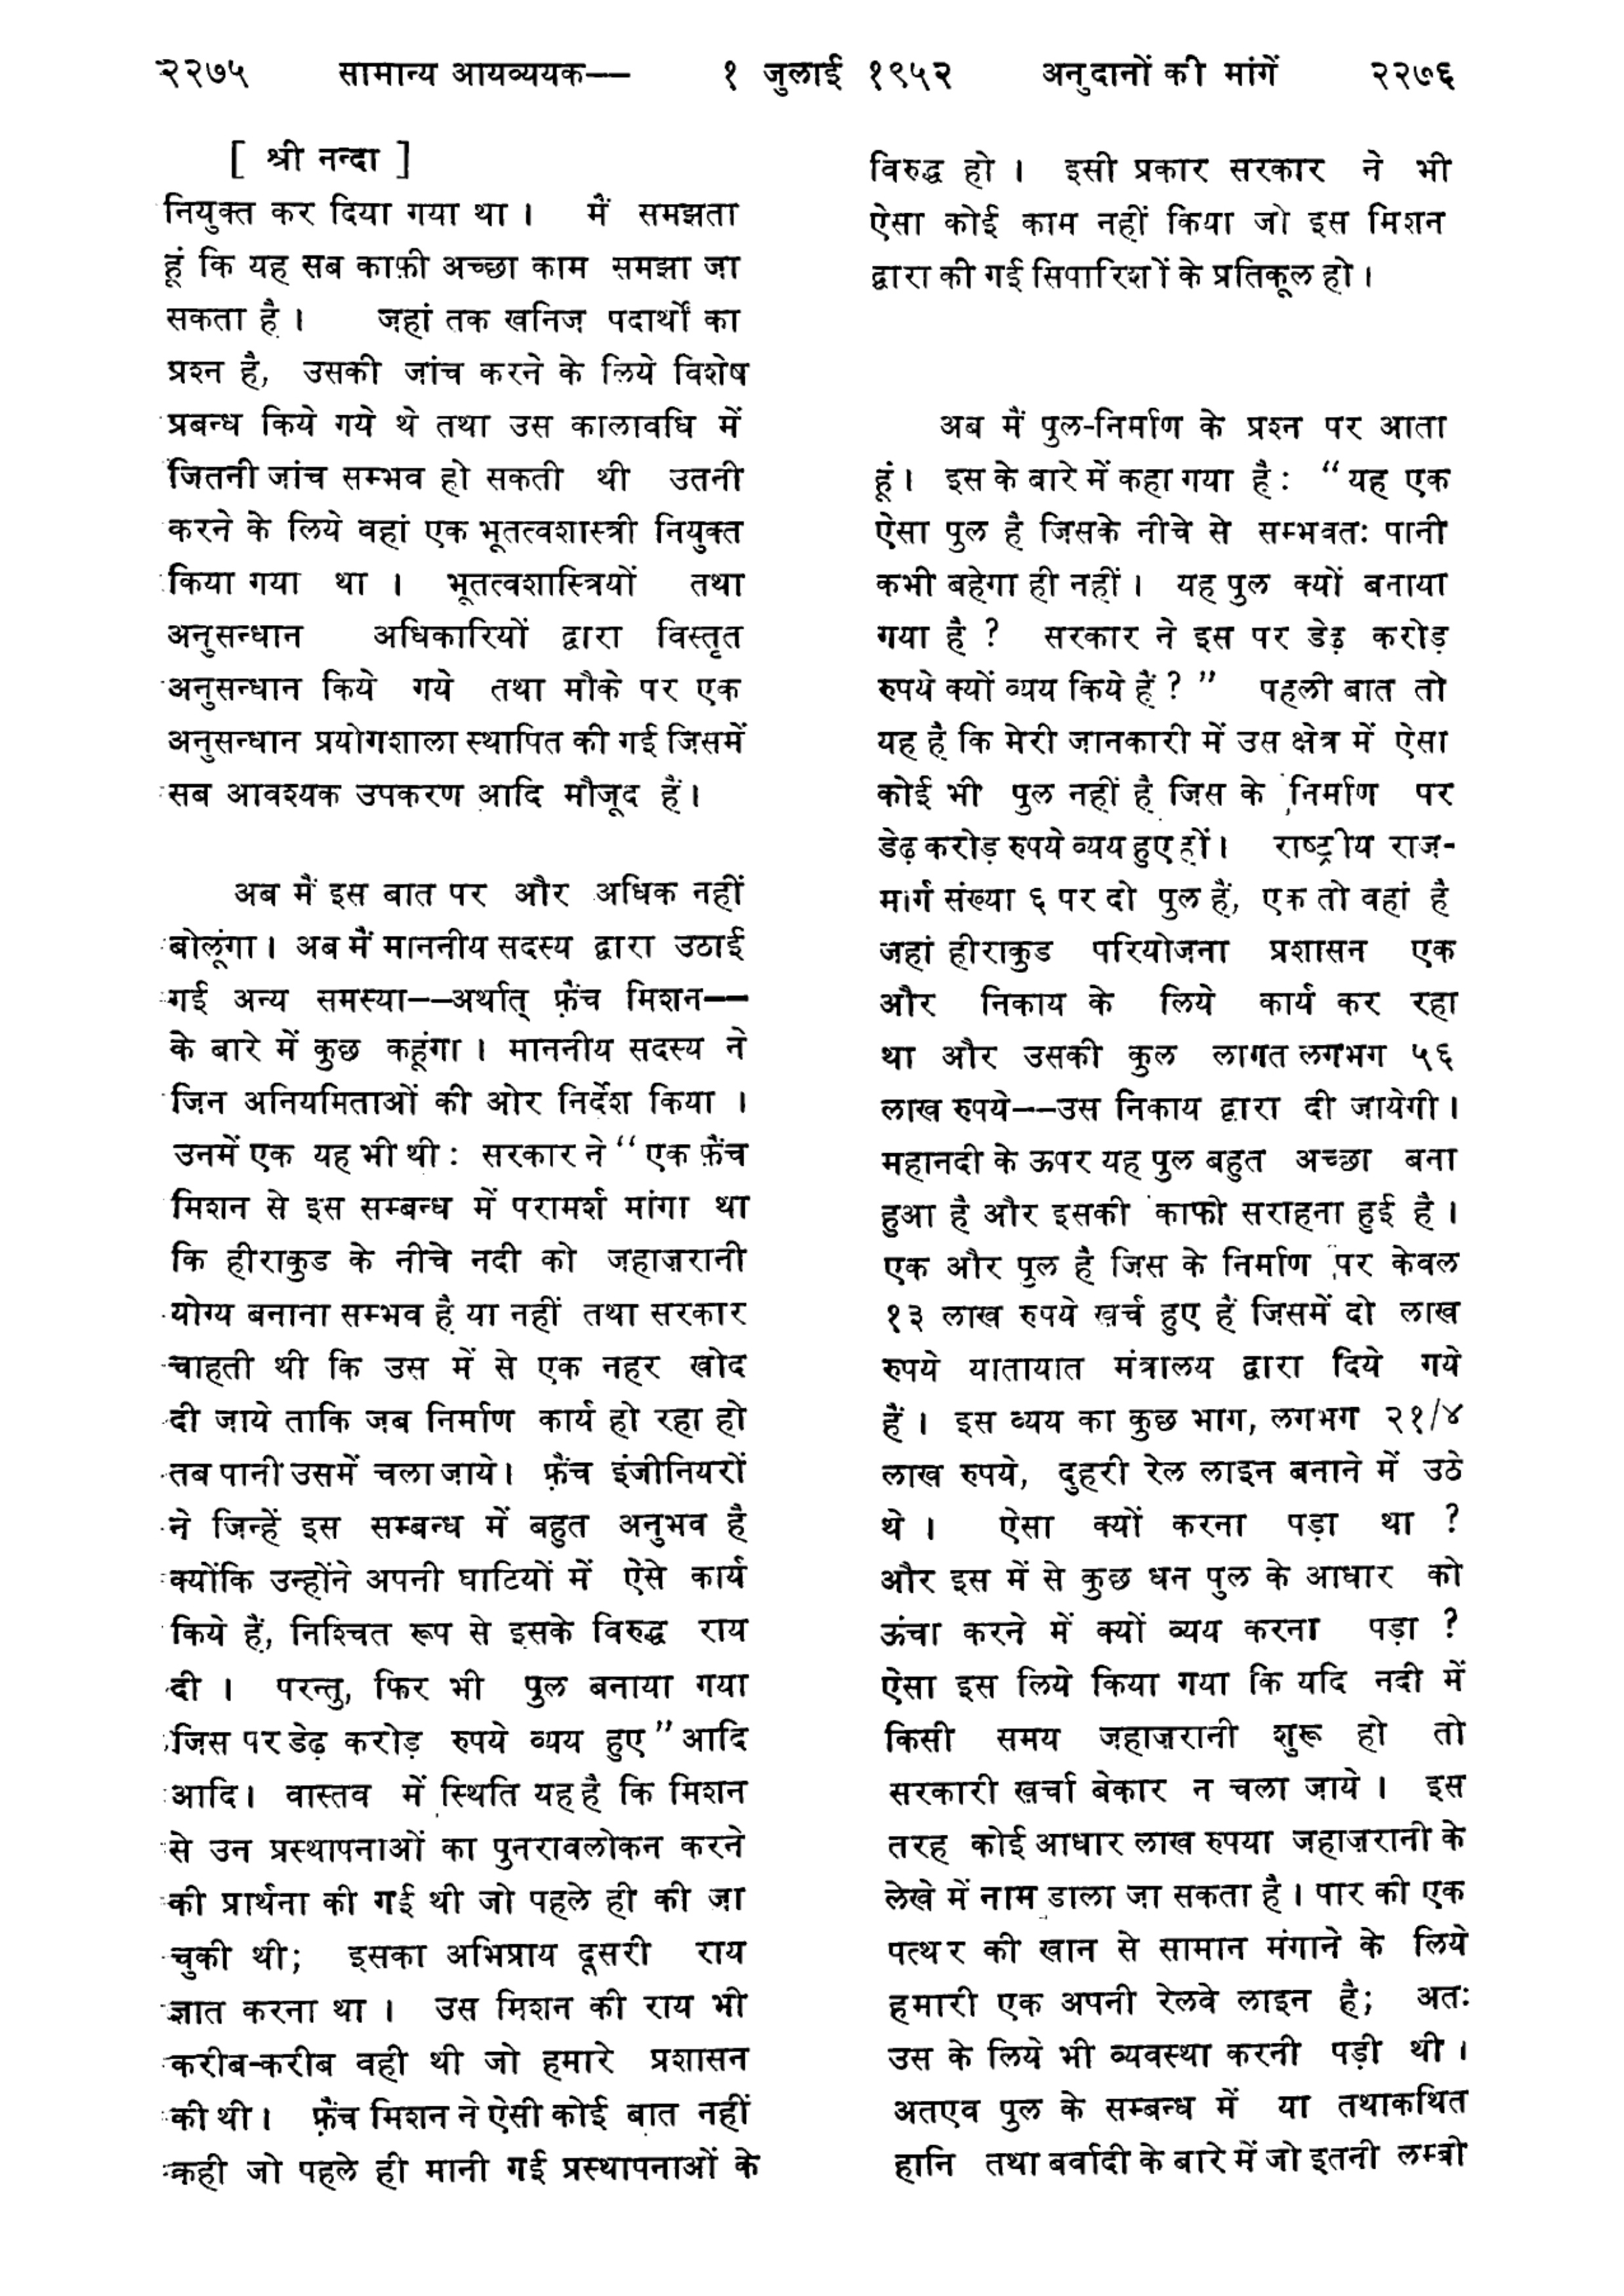 २२७५ सामान्य आयव्ययक–– १ जुलाई १९५२ अनुदानों की मांगें २२७६
[ श्री नन्दा ]
नियुक्त कर दिया गया था । मैं समझता
हूं कि यह सब काफ़ी अच्छा काम समझा जा
सकता है । जहां तक खनिज पदार्थों का
प्रश्न है, उसकी जांच करने के लिये विशेष
प्रबन्ध किये गये थे तथा उस कालावधि में
जितनी जांच सम्भव हो सकती थी उतनी
करने के लिये वहां एक भूतत्वशास्त्री नियुक्त
किया गया था । भूतत्वशास्त्रियों तथा
अनुसन्धान अधिकारियों द्वारा विस्तृत
अनुसन्धान किये गये तथा मौके पर एक
अनुसन्धान प्रयोगशाला स्थापित की गई जिसमें
सब आवश्यक उपकरण आदि मौजूद हैं ।
अब मैं इस बात पर और अधिक नहीं
बोलूंगा । अब मैं माननीय सदस्य द्वारा उठाई
गई अन्य समस्या––अर्थात् फ़्रैंच मिशन––
के बारे में कुछ कहूंगा । माननीय सदस्य ने
जिन अनियमिताओं की ओर निर्देश किया ।
उनमें एक यह भी थी : सरकार ने “एक फ़्रैंच
मिशन से इस सम्बन्ध में परामर्श मांगा था
कि हीराकुड के नीचे नदी को जहाज़रानी
योग्य बनाना सम्भव है या नहीं तथा सरकार
चाहती थी कि उस में से एक नहर खोद
दी जाये ताकि जब निर्माण कार्य हो रहा हो
तब पानी उसमें चला जाये। फ़्रैंच इंजीनियरों
ने जिन्हें इस सम्बन्ध में बहुत अनुभव है
क्योंकि उन्होंने अपनी घाटियों में ऐसे कार्य
किये हैं, निश्चित रूप से इसके विरुद्ध राय
दी । परन्तु, फिर भी पुल बनाया गया
जिस पर डेढ़ करोड़ रुपये व्यय हुए” आदि
आदि। वास्तव में स्थिति यह है कि मिशन
से उन प्रस्थापनाओं का पुनरावलोकन करने
की प्रार्थना की गई थी जो पहले ही की जा
चुकी थी; इसका अभिप्राय दूसरी राय
ज्ञात करना था । उस मिशन की राय भी
करीब-करीब वही थी जो हमारे प्रशासन
की थी। फ़्रैंच मिशन ने ऐसी कोई बात नहीं
कही जो पहले ही मानी गई प्रस्थापनाओं के
विरुद्ध हो । इसी प्रकार सरकार ने भी
ऐसा कोई काम नहीं किया जो इस मिशन
द्वारा की गई सिपारिशों के प्रतिकूल हो ।
अब मैं पुल-निर्माण के प्रश्न पर आता
हूं। इस के बारे में कहा गया है : “यह एक
ऐसा पुल है जिसके नीचे से सम्भवतः पानी
कभी बहेगा ही नहीं। यह पुल क्यों बनाया
गया है ? सरकार ने इस पर डेढ़ करोड़
रुपये क्यों व्यय किये हैं ?” पहली बात तो
यह है कि मेरी जानकारी में उस क्षेत्र में ऐसा
कोई भी पुल नहीं है जिस के निर्माण पर
डेढ़ करोड़ रुपये व्यय हुए हों। राष्ट्रीय राज-
मार्ग संख्या ६ पर दो पुल हैं, एक तो वहां है
जहां हीराकुड परियोजना प्रशासन एक
और निकाय के लिये कार्य कर रहा
था और उसकी कुल लागत लगभग ५६
लाख रुपये––उस निकाय द्वारा दी जायेगी ।
महानदी के ऊपर यह पुल बहुत अच्छा बना
हुआ है और इसकी काफी सराहना हुई है ।
एक और पुल है जिस के निर्माण पर केवल
१३ लाख रुपये खर्च हुए हैं जिसमें दो लाख
रुपये यातायात मंत्रालय द्वारा दिये गये
हैं । इस व्यय का कुछ भाग, लगभग २१/४
लाख रुपये, दुहरी रेल लाइन बनाने में उठे
थे । ऐसा क्यों करना पड़ा था ?
और इस में से कुछ धन पुल के आधार को
ऊंचा करने में क्यों व्यय करना पड़ा ?
ऐसा इस लिये किया गया कि यदि नदी में
किसी समय जहाज़रानी शुरू हो तो
सरकारी खर्चा बेकार न चला जाये । इस
तरह कोई आधार लाख रुपया जहाज़रानी के
लेखे में नाम डाला जा सकता है । पार की एक
पत्थर की खान से सामान मंगाने के लिये
हमारी एक अपनी रेलवे लाइन है; अतः
उस के लिये भी व्यवस्था करनी पड़ी थी ।
अतएव पुल के सम्बन्ध में या तथाकथित
हानि तथा बर्वादी के बारे में जो इतनी लम्बी